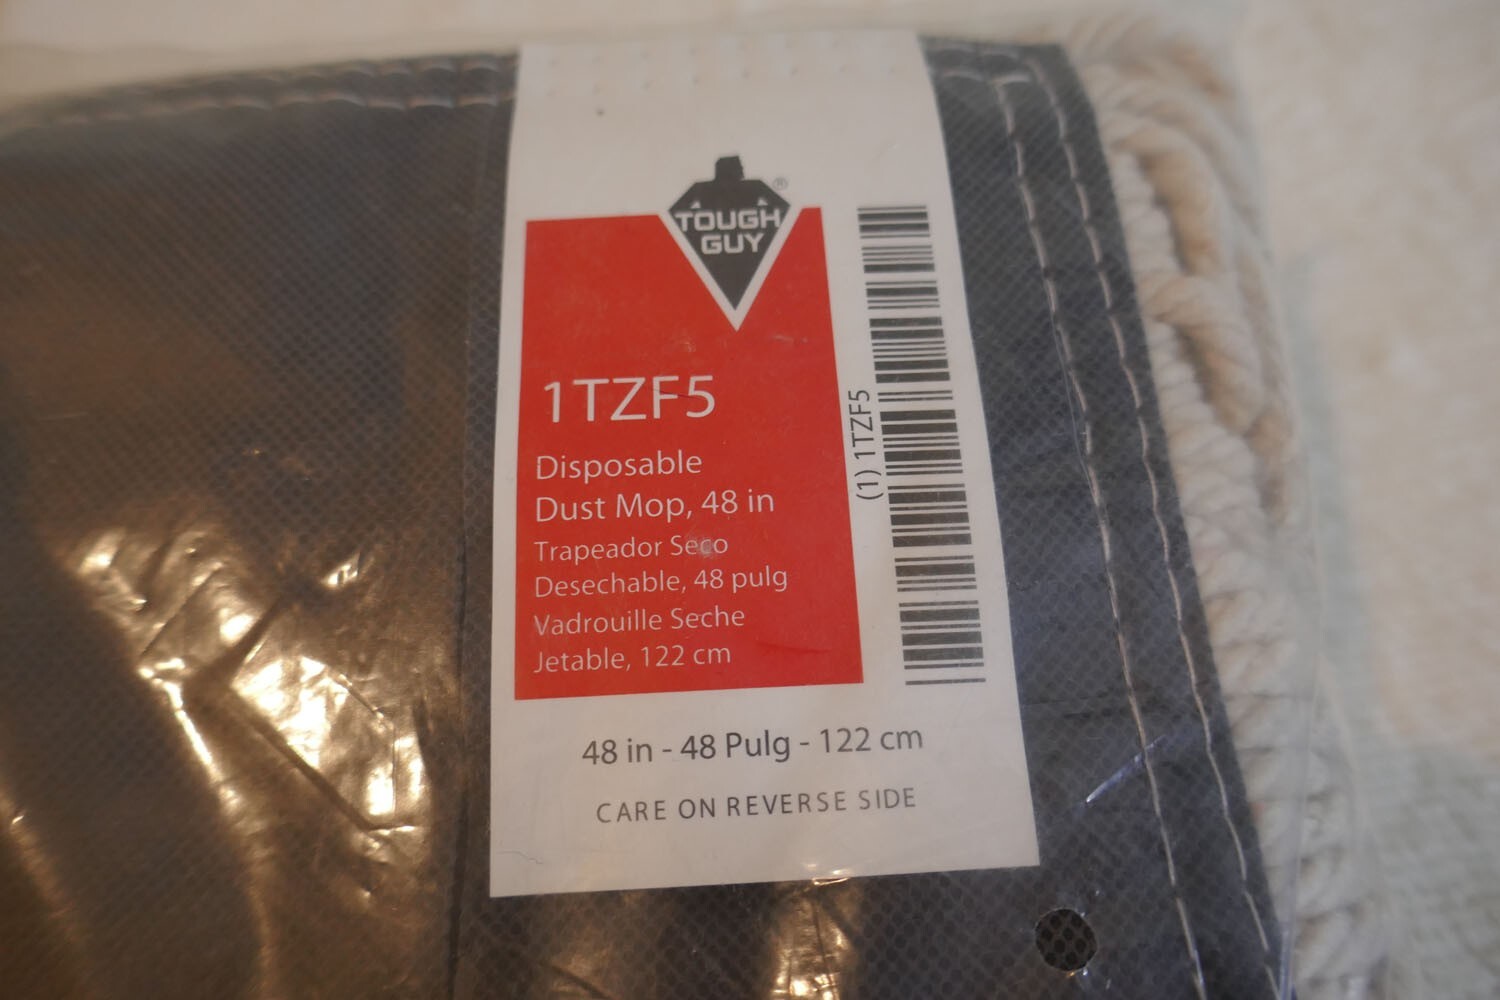 TOUGH
GUY
®
1TZF5
Disposable
Dust Mop, 48 in
Trapeador Seco
Desechable, 48 pulg
Vadrouille Seche
Jetable, 122 cm
(1) 1TZF5
48 in - 48 Pulg - 122 cm
CARE ON REVERSE SIDE